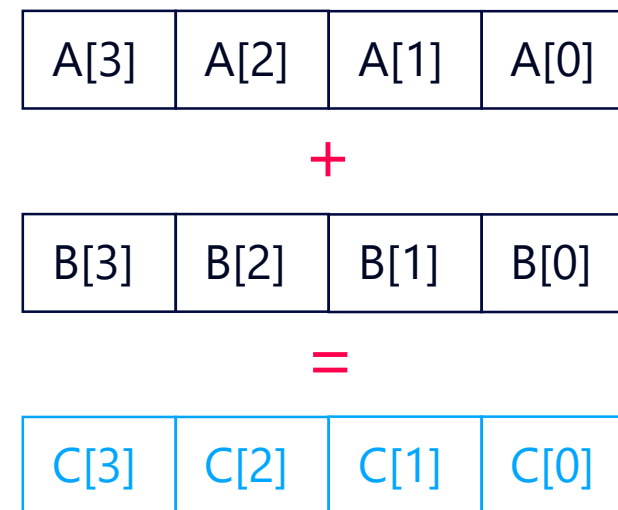 A[3] A[2] A[1] A[0]
+
B[3] B[2] B[1] B[0]
=
C[3] C[2] C[1] C[0]